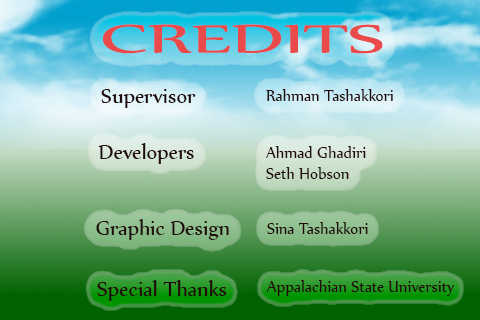 CREDITS
Supervisor Rahman Tashakkori
Developers Ahmad Ghadiri
Seth Hobson
Graphic Design Sina Tashakkori
Special Thanks Appalachian State University